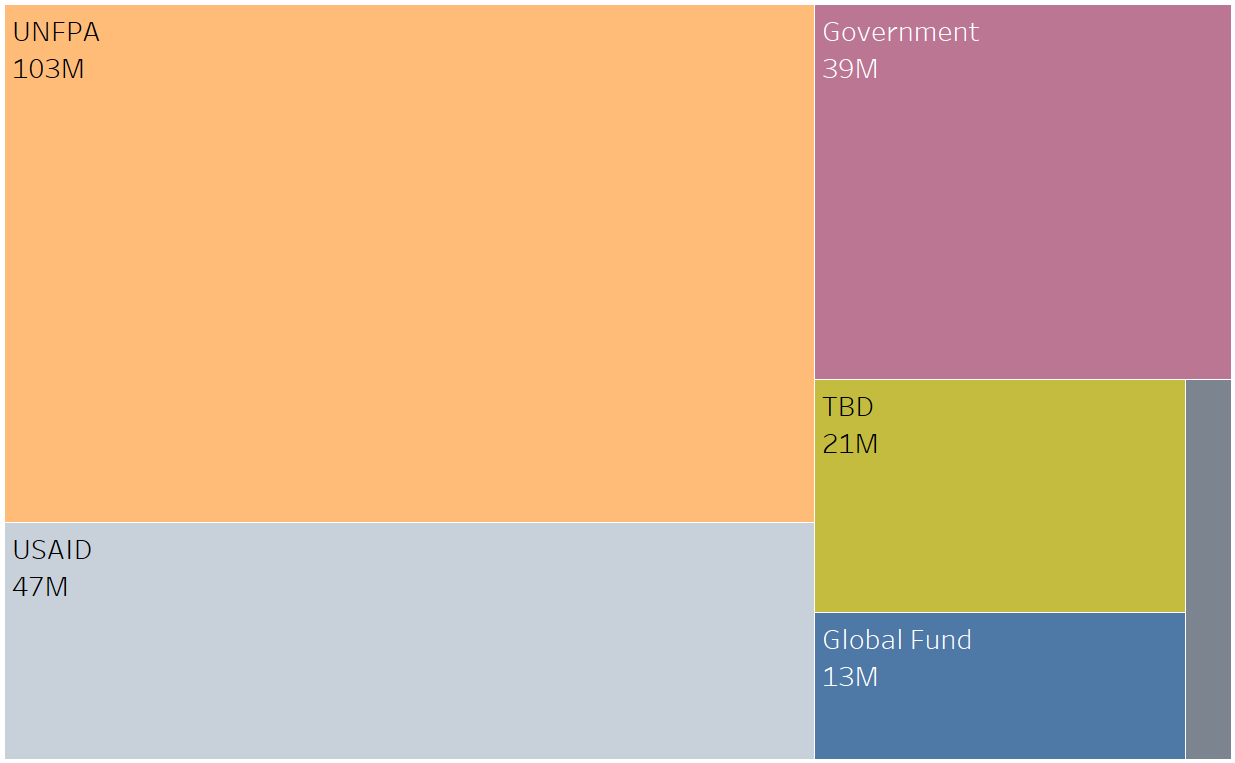 UNFPA
103M
Government
39M
TBD
21M
USAID
47M
Global Fund
13M